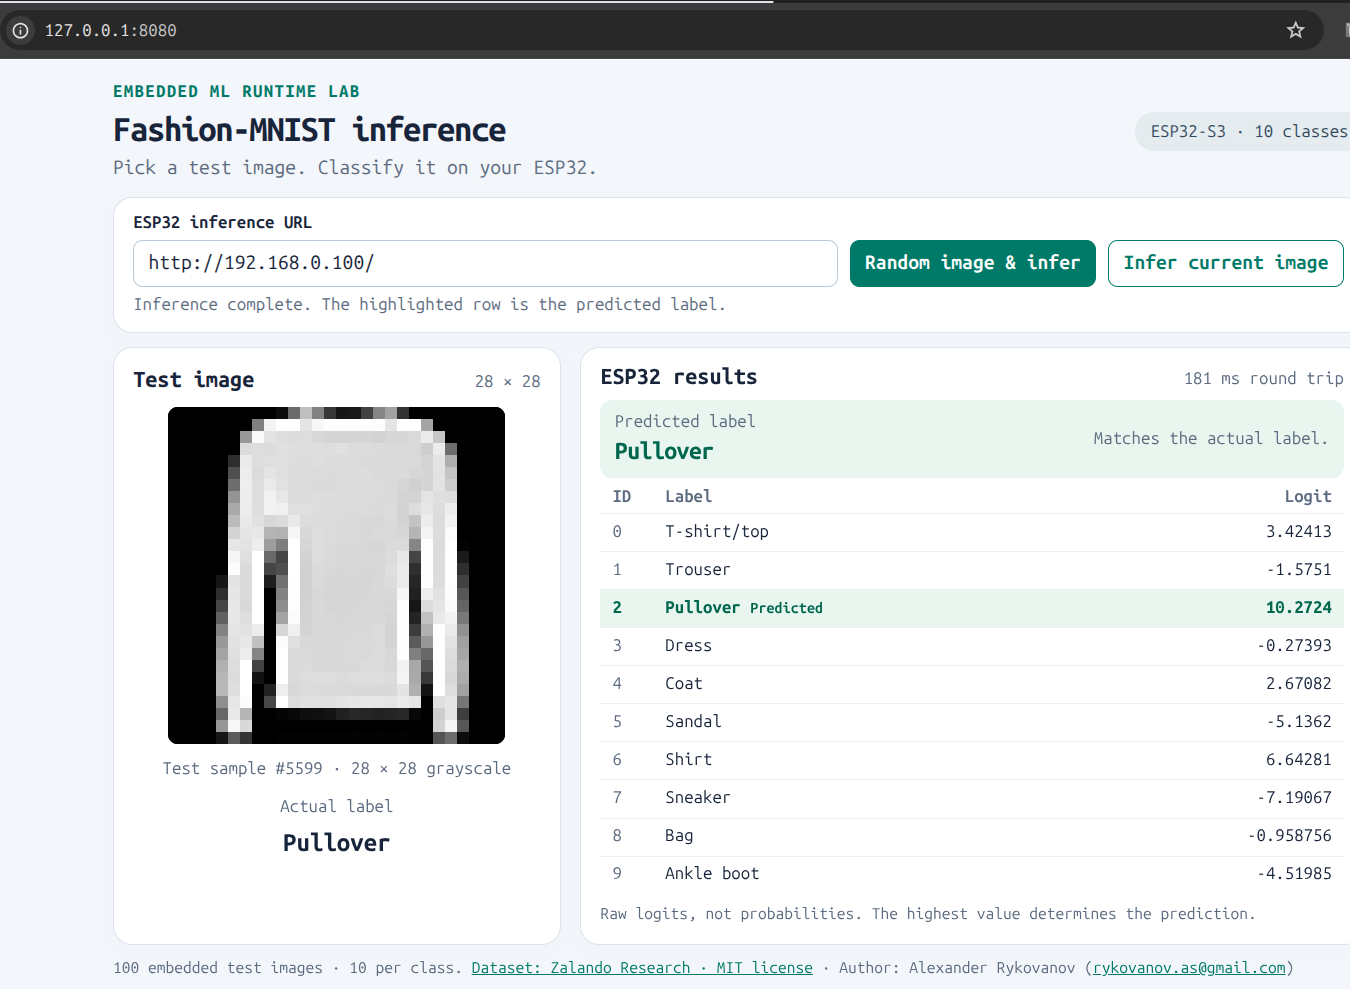 127.0.0.1:8080
EMBEDDED ML RUNTIME LAB
Fashion-MNIST inference
ESP32-S3 · 10 classes
Pick a test image. Classify it on your ESP32.
ESP32 inference URL
http://192.168.0.100/
Random image & infer
Infer current image
Inference complete. The highlighted row is the predicted label.
Test image
28 × 28
Test sample #5599 · 28 × 28 grayscale
Actual label
Pullover
ESP32 results
181 ms round trip
Predicted label
Pullover
Matches the actual label.
ID Label Logit
0 T-shirt/top 3.42413
1 Trouser -1.5751
2 Pullover Predicted 10.2724
3 Dress -0.27393
4 Coat 2.67082
5 Sandal -5.1362
6 Shirt 6.64281
7 Sneaker -7.19067
8 Bag -0.958756
9 Ankle boot -4.51985
Raw logits, not probabilities. The highest value determines the prediction.
100 embedded test images · 10 per class. Dataset: Zalando Research · MIT license · Author: Alexander Rykovanov (rykovanov.as@gmail.com)